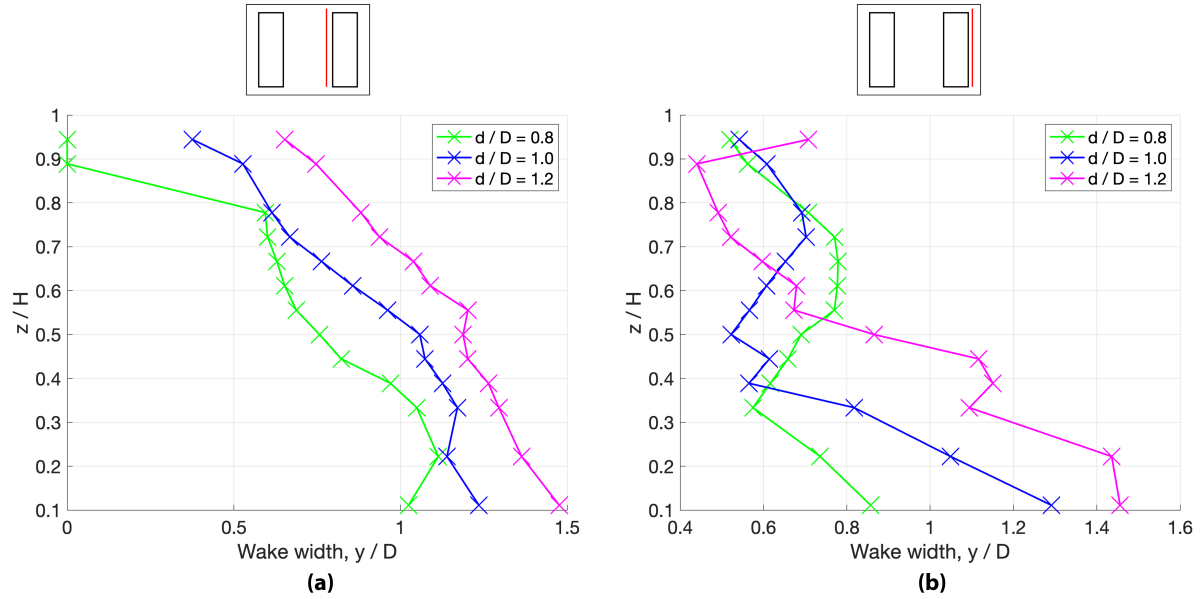 1
0.9
0.8
0.7
0.6
0.5
0.4
0.3
0.2
0.1
z / H
0
0.5
1
1.5
Wake width, y / D
d / D = 0.8
d / D = 1.0
d / D = 1.2
(a)
1
0.9
0.8
0.7
0.6
0.5
0.4
0.3
0.2
0.1
z / H
0.4
0.6
0.8
1
1.2
1.4
1.6
Wake width, y / D
d / D = 0.8
d / D = 1.0
d / D = 1.2
(b)